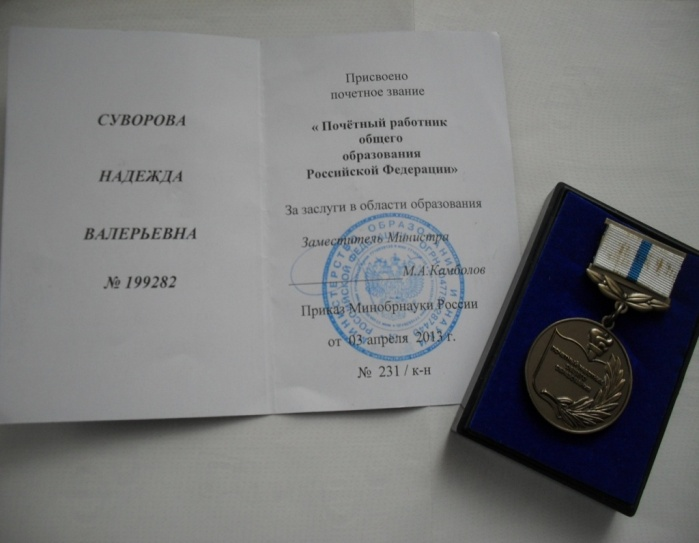 СУВОРОВА
НАДЕЖДА
ВАЛЕРЬЕВНА
№ 199282
Присвоено
почетное звание
« Почётный работник
общего
образования
Российской Федерации»
За заслуги в области образования
Заместитель Министра
М.А.Камболов
Приказ Минобрнауки России
от 03 апреля 2013 г.
№ 231 / к-н